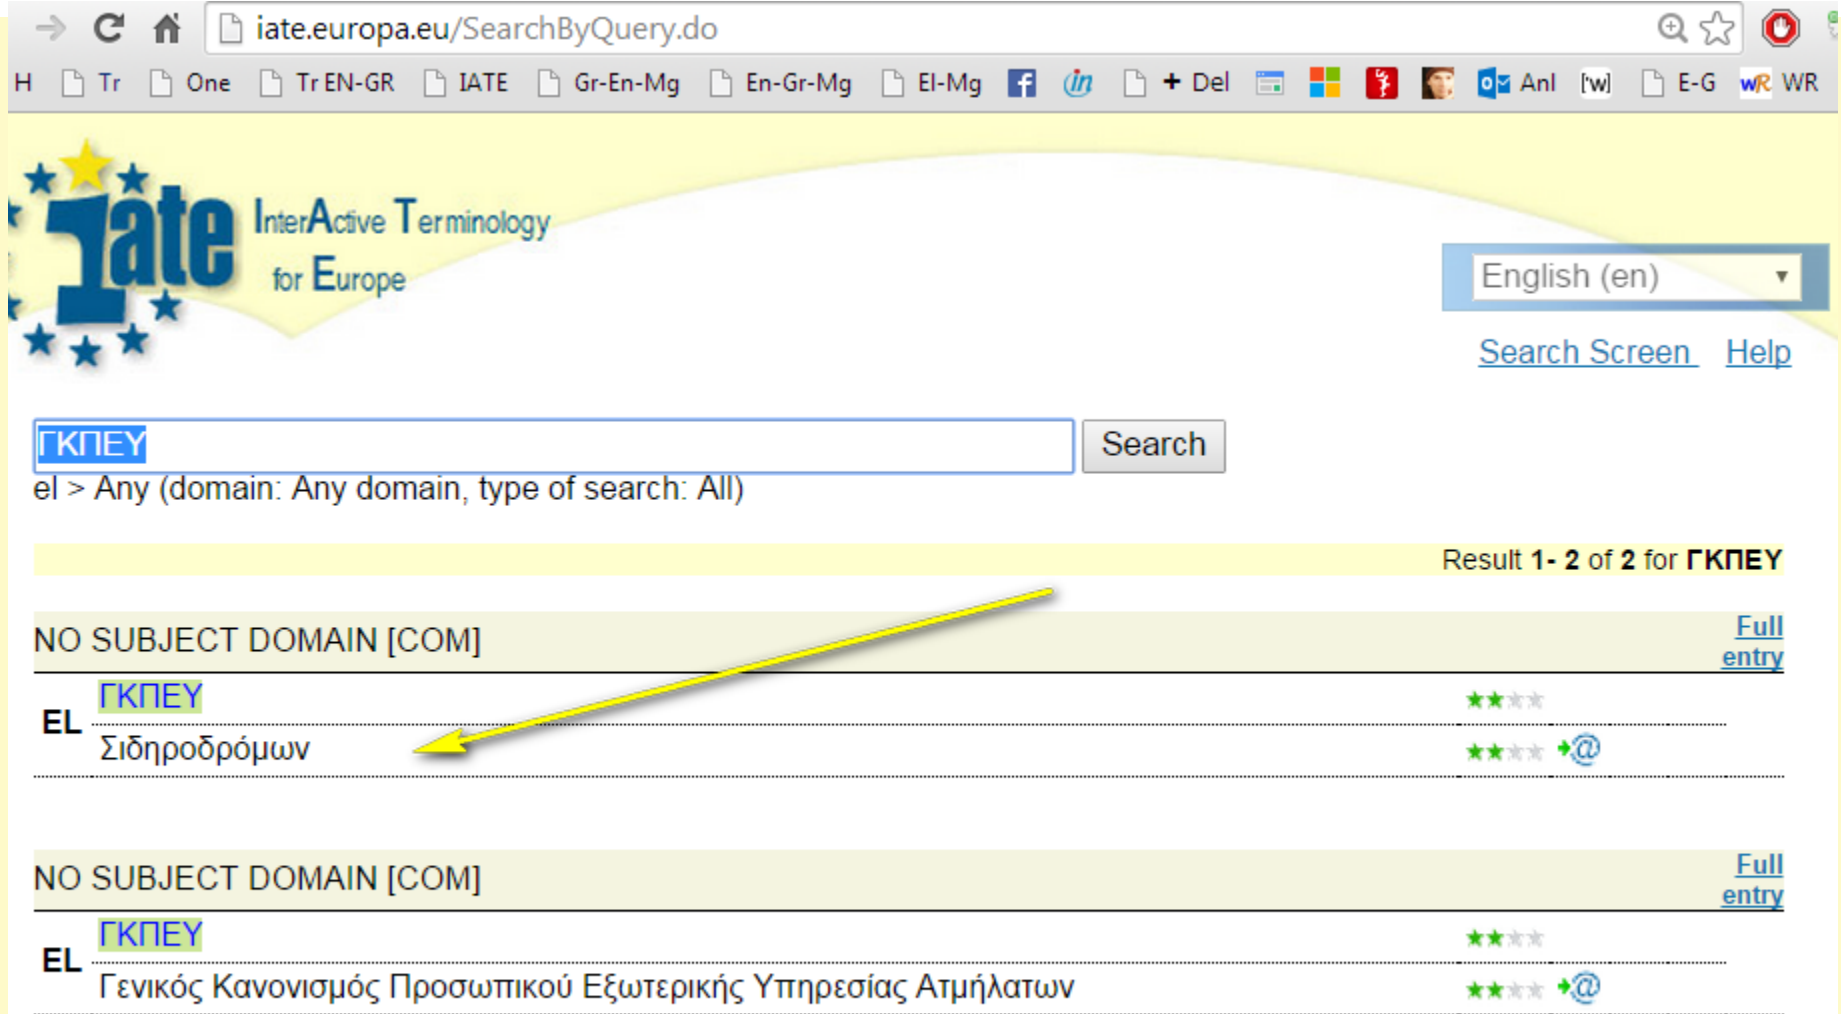 iate.europa.eu/SearchByQuery.do
H Tr One Tr EN-GR IATE Gr-En-Mg En-Gr-Mg El-Mg f in + Del Anl ['w] E-G WR WR
iate InterActive Terminology
for Europe
English (en)
Search Screen Help
ΓΚΠΕΥ Search
el > Any (domain: Any domain, type of search: All)
Result 1- 2 of 2 for ΓΚΠΕΥ
NO SUBJECT DOMAIN [COM] Full entry
EL ΓΚΠΕΥ
Σιδηροδρόμων
NO SUBJECT DOMAIN [COM] Full entry
EL ΓΚΠΕΥ
Γενικός Κανονισμός Προσωπικού Εξωτερικής Υπηρεσίας Ατμήλατων